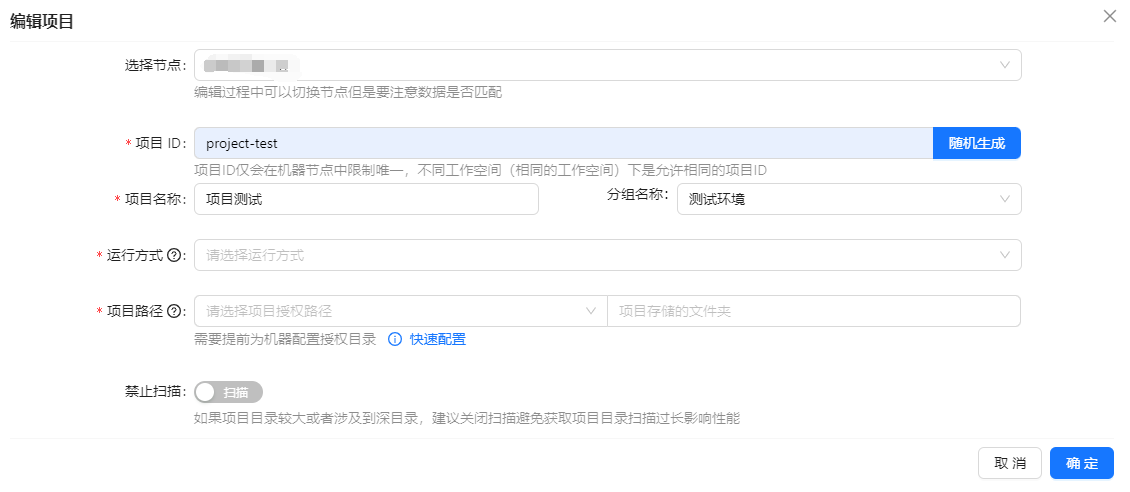 编辑项目
选择节点:
编辑过程中可以切换节点但是要注意数据是否匹配
* 项目 ID: project-test 随机生成
项目ID仅会在机器节点中限制唯一，不同工作空间（相同的工作空间）下是允许相同的项目ID
* 项目名称: 项目测试 分组名称: 测试环境
* 运行方式 ?: 请选择运行方式
* 项目路径 ?: 请选择项目授权路径 项目存储的文件夹
需要提前为机器配置授权目录 快速配置
禁止扫描: 扫描
如果项目目录较大或者涉及到深目录，建议关闭扫描避免获取项目目录扫描过长影响性能
取 消 确 定